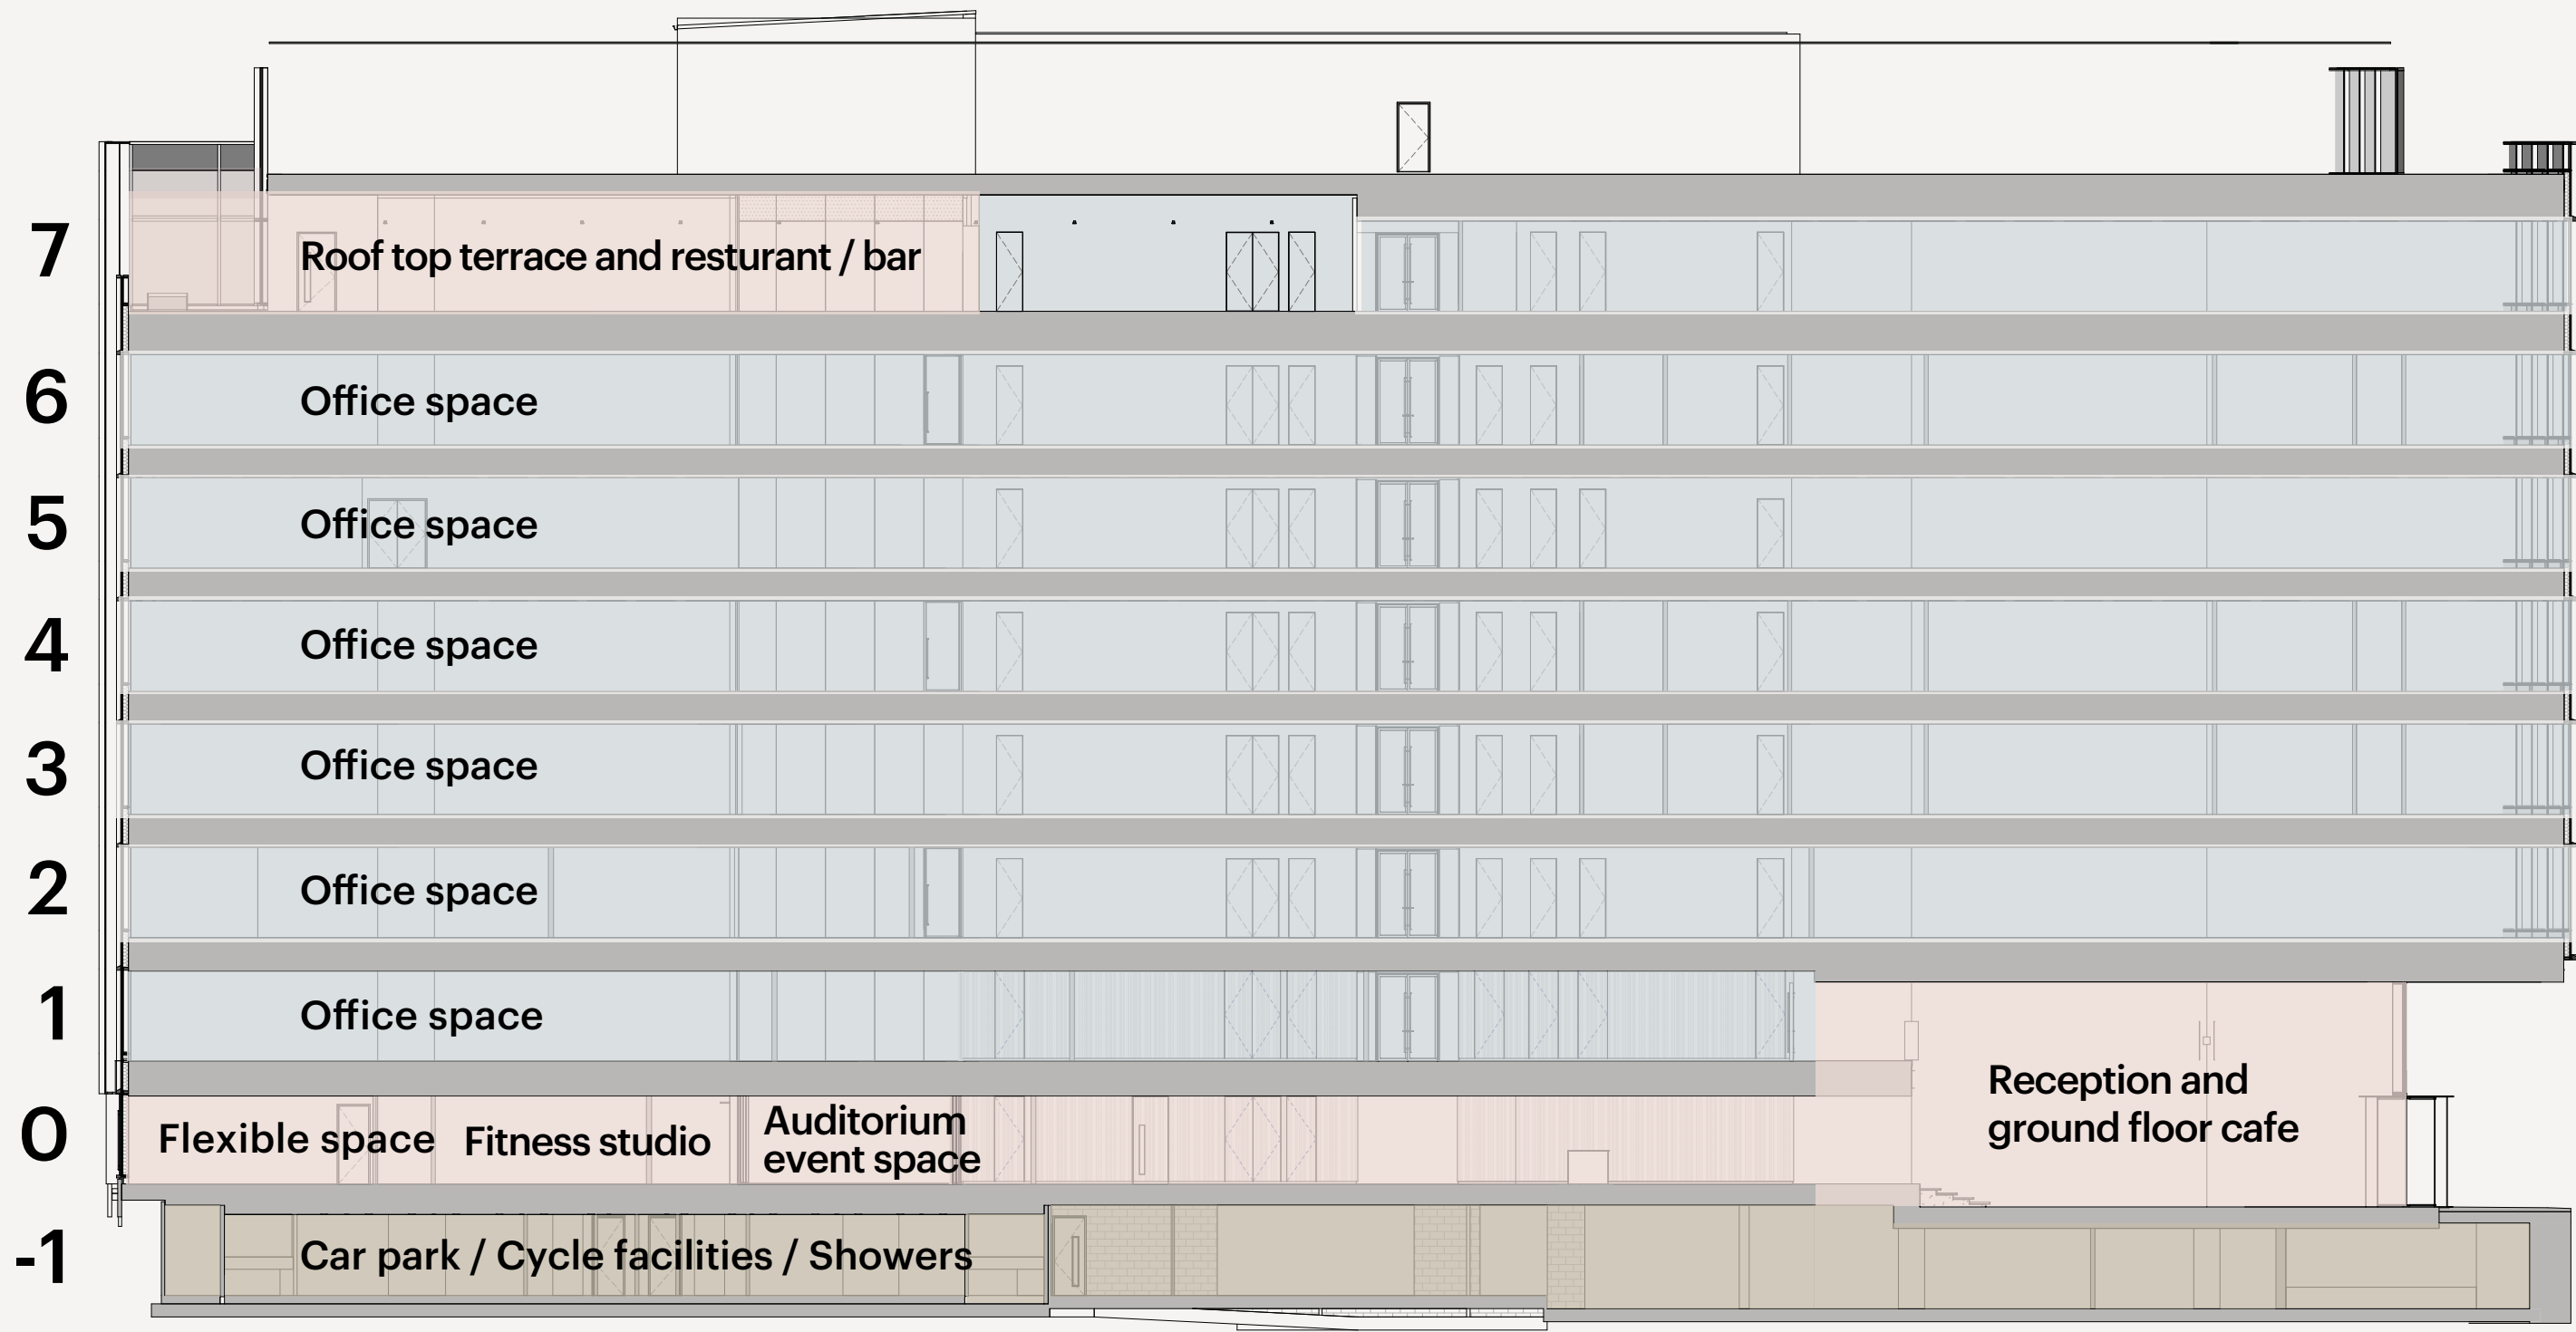 7
Roof top terrace and resturant / bar
6
Office space
5
Office space
4
Office space
3
Office space
2
Office space
1
Office space
0
Flexible space
Fitness studio
Auditorium
event space
Reception and
ground floor cafe
-1
Car park / Cycle facilities / Showers